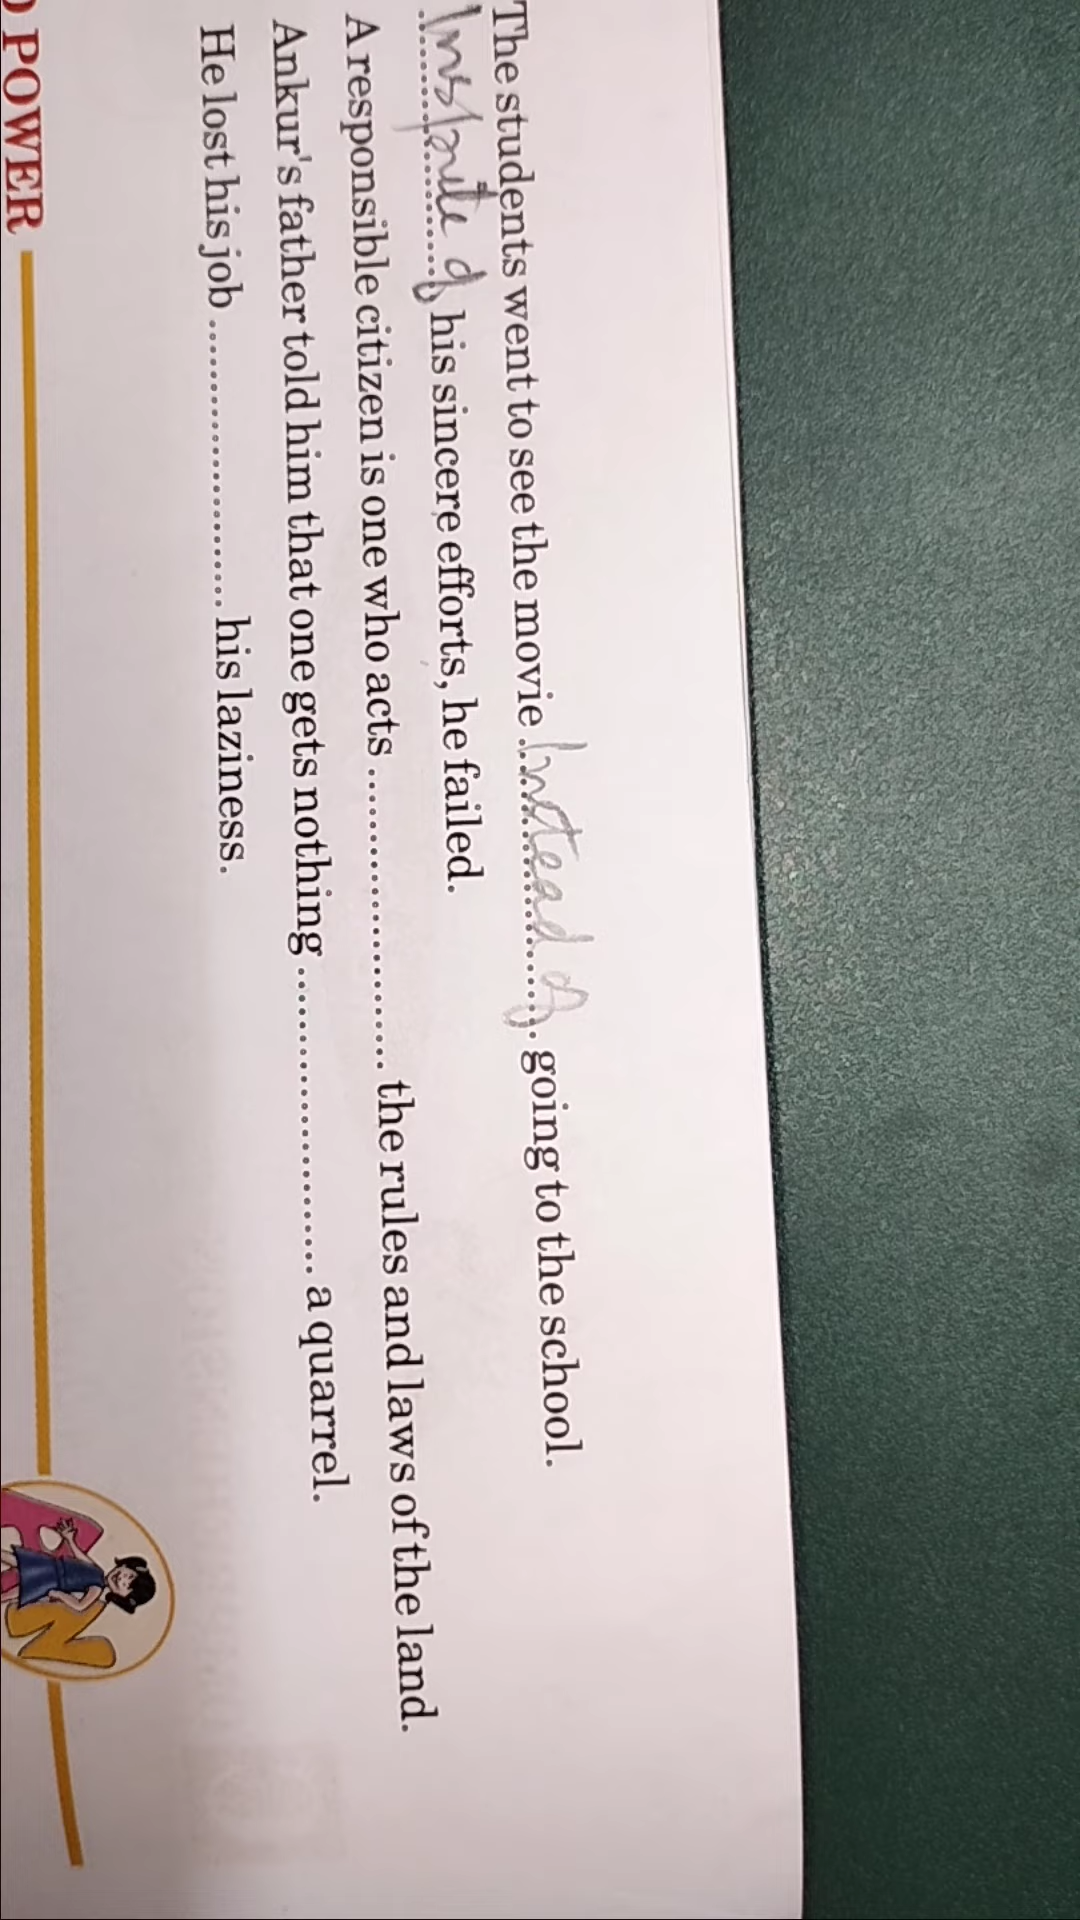 The students went to see the movie Instead of going to the school.
Inspite of his sincere efforts, he failed.
A responsible citizen is one who acts ........................ the rules and laws of the land.
Ankur's father told him that one gets nothing ........................ a quarrel.
He lost his job ........................ his laziness.
POWER